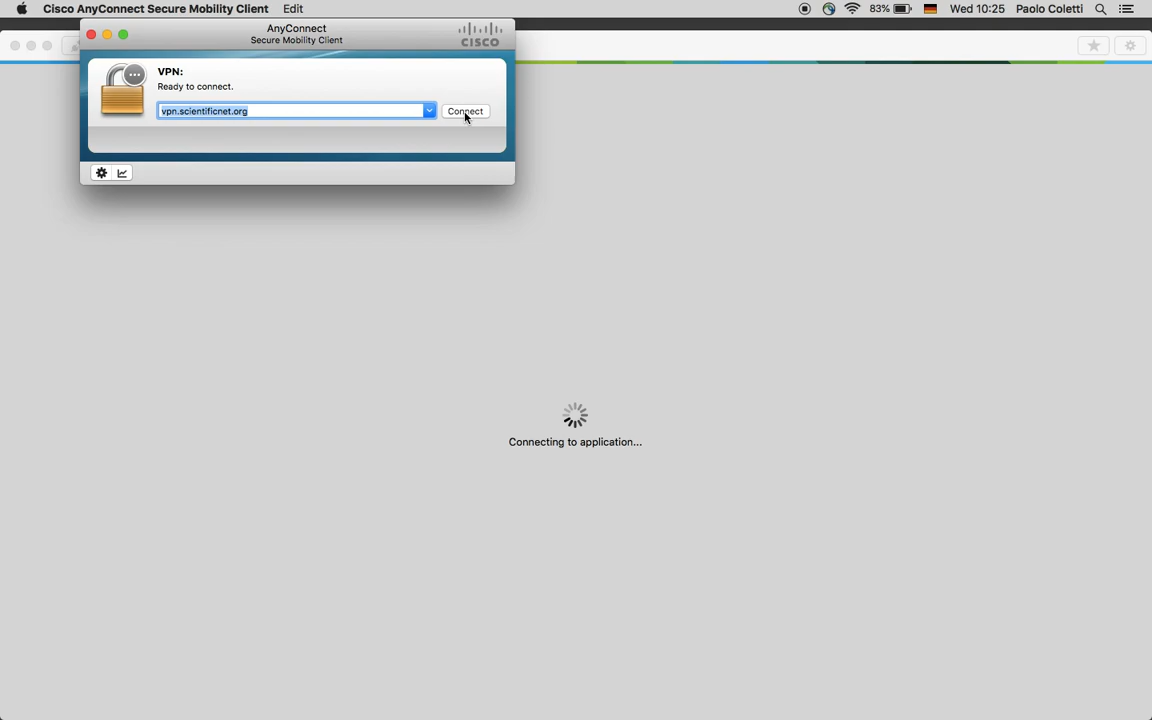 Cisco AnyConnect Secure Mobility Client Edit 83% Wed 10:25 Paolo Coletti
AnyConnect
Secure Mobility Client
CISCO
VPN:
Ready to connect.
vpn.scientificnet.org
Connect
Connecting to application...